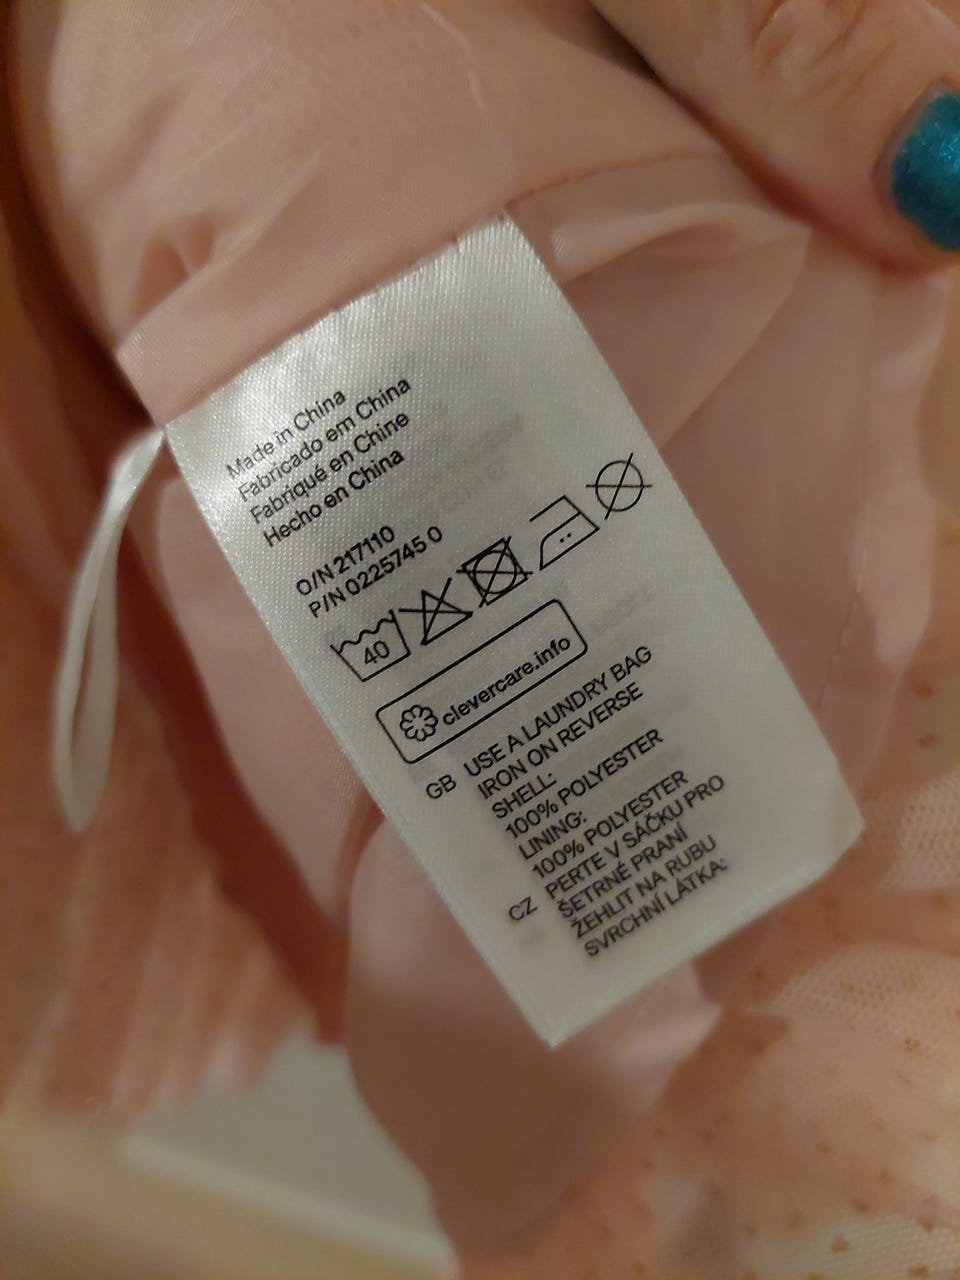 Made in China
Fabricado em China
Fabriqué en Chine
Hecho en China
O/N 217110
P/N 0225745 0
40
clevercare.info
GB USE A LAUNDRY BAG
IRON ON REVERSE
SHELL:
100% POLYESTER
LINING:
100% POLYESTER
CZ PERTE V SÁČKU PRO
ŠETRNÉ PRANÍ
ŽEHLIT NA RUBU
SVRCHNÍ LÁTKA: